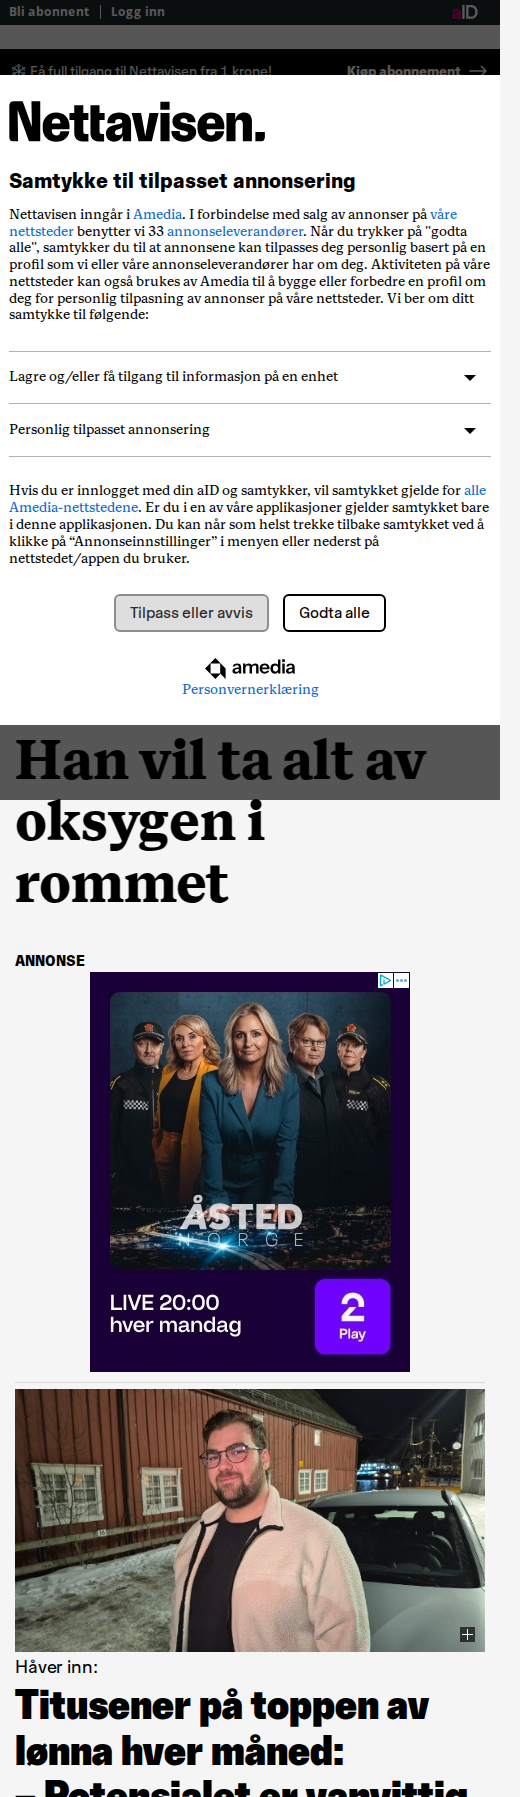 Bli abonnent
Logg inn
aID
Få full tilgang til Nettavisen fra 1 krone!
Kjøp abonnement
Nettavisen.
Samtykke til tilpasset annonsering
Nettavisen inngår i Amedia. I forbindelse med salg av annonser på våre
nettsteder benytter vi 33 annonseleverandører. Når du trykker på "godta
alle", samtykker du til at annonsene kan tilpasses deg personlig basert på en
profil som vi eller våre annonseleverandører har om deg. Aktiviteten på våre
nettsteder kan også brukes av Amedia til å bygge eller forbedre en profil om
deg for personlig tilpasning av annonser på våre nettsteder. Vi ber om ditt
samtykke til følgende:
Lagre og/eller få tilgang til informasjon på en enhet
Personlig tilpasset annonsering
Hvis du er innlogget med din aID og samtykker, vil samtykket gjelde for alle
Amedia-nettstedene. Er du i en av våre applikasjoner gjelder samtykket bare
i denne applikasjonen. Du kan når som helst trekke tilbake samtykket ved å
klikke på “Annonseinnstillinger” i menyen eller nederst på
nettstedet/appen du bruker.
Tilpass eller avvis
Godta alle
amedia
Personvernerklæring
Han vil ta alt av
oksygen i
rommet
ANNONSE
ÅSTED
NORGE
LIVE 20:00
hver mandag
2
Play
Håver inn:
Titusener på toppen av
lønna hver måned:
– Potensialet er vanvittig